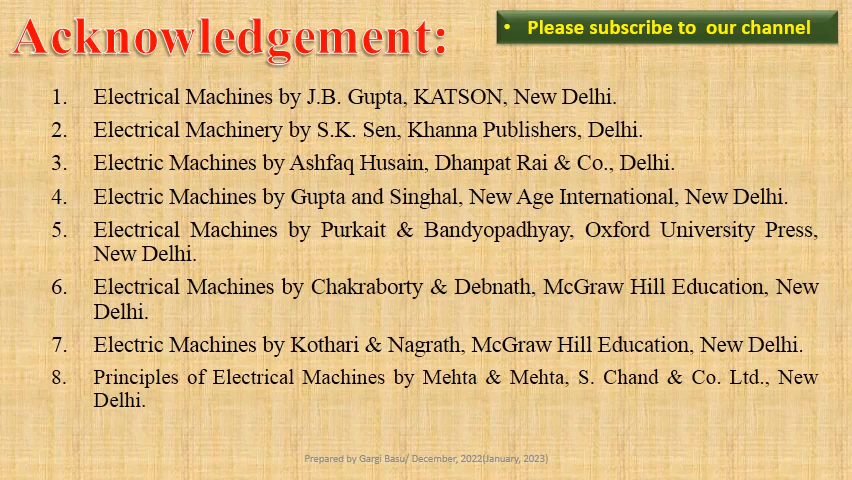 Acknowledgement:
• Please subscribe to our channel
1. Electrical Machines by J.B. Gupta, KATSON, New Delhi.
2. Electrical Machinery by S.K. Sen, Khanna Publishers, Delhi.
3. Electric Machines by Ashfaq Husain, Dhanpat Rai & Co., Delhi.
4. Electric Machines by Gupta and Singhal, New Age International, New Delhi.
5. Electrical Machines by Purkait & Bandyopadhyay, Oxford University Press,
New Delhi.
6. Electrical Machines by Chakraborty & Debnath, McGraw Hill Education, New
Delhi.
7. Electric Machines by Kothari & Nagrath, McGraw Hill Education, New Delhi.
8. Principles of Electrical Machines by Mehta & Mehta, S. Chand & Co. Ltd., New
Delhi.
Prepared by Gargi Basu/ December, 2022(January, 2023)